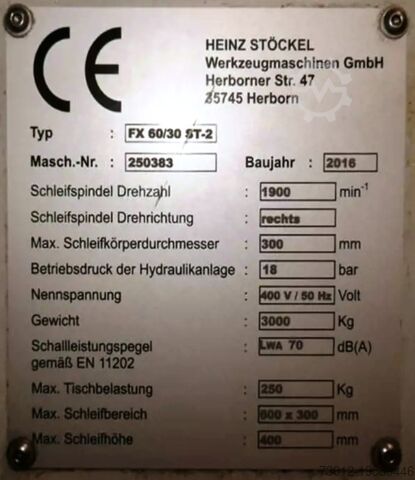 CE
HEINZ STÖCKEL
Werkzeugmaschinen GmbH
Herborner Str. 47
35745 Herborn
Typ : FX 60/30 ST-2
Masch.-Nr. : 250383 Baujahr : 2016
Schleifspindel Drehzahl : 1900 min-1
Schleifspindel Drehrichtung : rechts
Max. Schleifkörperdurchmesser : 300 mm
Betriebsdruck der Hydraulikanlage : 18 bar
Nennspannung : 400 V / 50 Hz Volt
Gewicht : 3000 Kg
Schallleistungspegel : LWA 70 dB(A)
gemäß EN 11202
Max. Tischbelastung : 250 Kg
Max. Schleifbereich : 600 x 300 mm
Max. Schleifhöhe : 400 mm